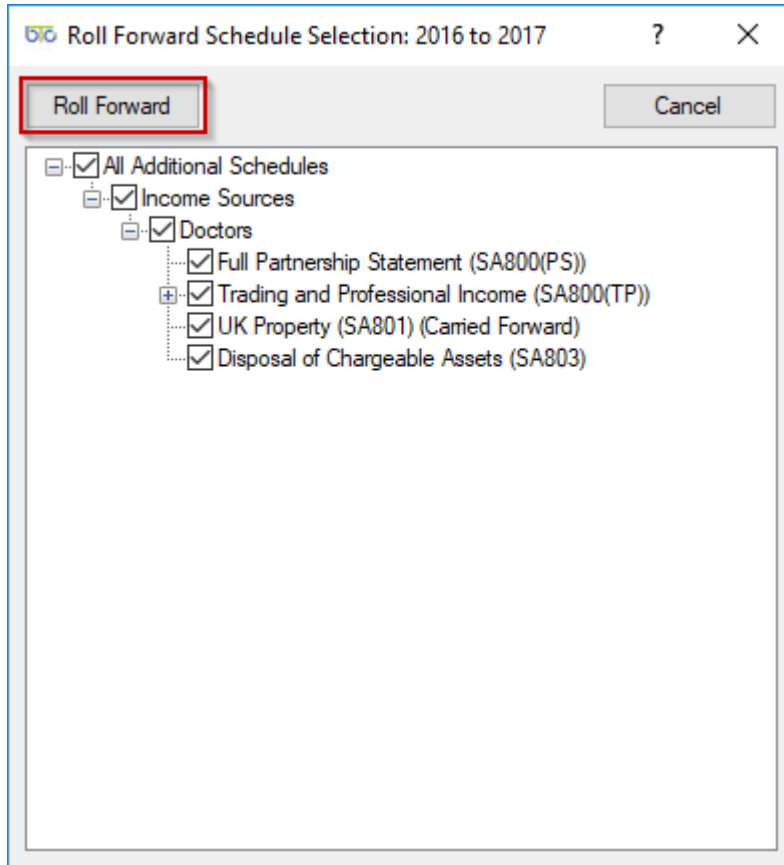 bTc Roll Forward Schedule Selection: 2016 to 2017 ?
Roll Forward Cancel
All Additional Schedules
Income Sources
Doctors
Full Partnership Statement (SA800(PS))
Trading and Professional Income (SA800(TP))
UK Property (SA801) (Carried Forward)
Disposal of Chargeable Assets (SA803)